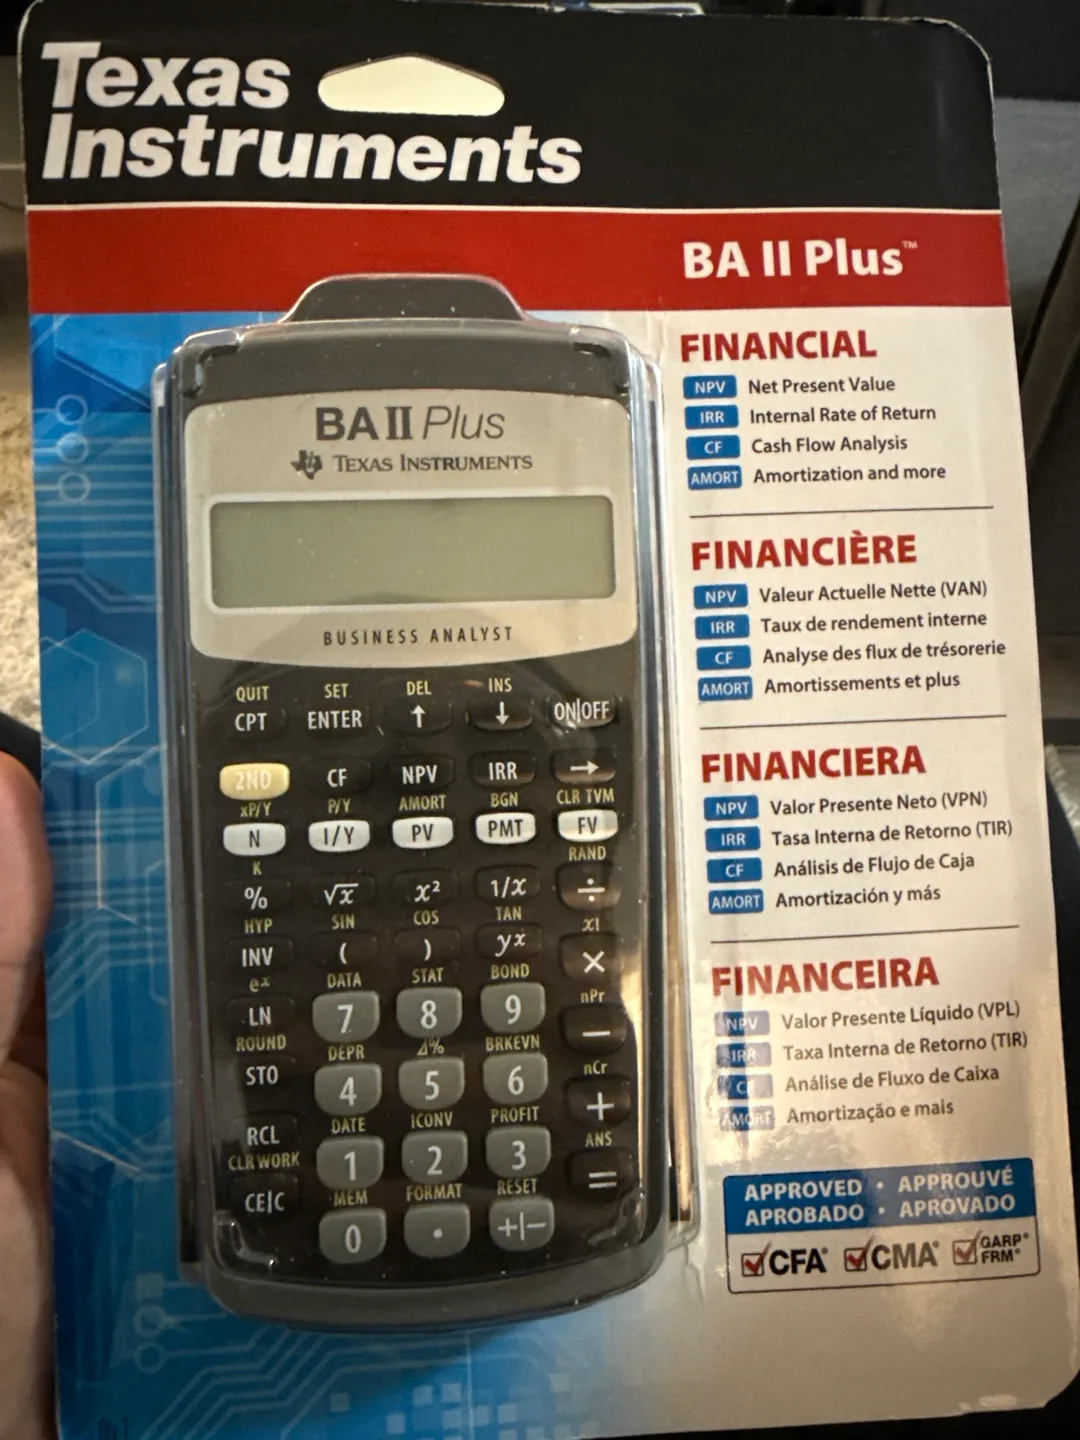 Texas
Instruments
BA II Plus™
BA II Plus
TEXAS INSTRUMENTS
BUSINESS ANALYST
QUIT SET DEL INS
CPT ENTER ↑ ↓ ON|OFF
2ND CF NPV IRR →
xP/Y P/Y AMORT BGN CLR TVM
N I/Y PV PMT FV
K RAND
% √x x² 1/x ÷
HYP SIN COS TAN x!
INV ( ) yˣ ×
eˣ DATA STAT BOND nPr
LN 7 8 9 −
ROUND DEPR Δ% BRKEVN nCr
STO 4 5 6 +
DATE ICONV PROFIT ANS
RCL 1 2 3 =
CLR WORK MEM FORMAT RESET
CE|C 0 . +|−
FINANCIAL
NPV Net Present Value
IRR Internal Rate of Return
CF Cash Flow Analysis
AMORT Amortization and more
FINANCIÈRE
NPV Valeur Actuelle Nette (VAN)
IRR Taux de rendement interne
CF Analyse des flux de trésorerie
AMORT Amortissements et plus
FINANCIERA
NPV Valor Presente Neto (VPN)
IRR Tasa Interna de Retorno (TIR)
CF Análisis de Flujo de Caja
AMORT Amortización y más
FINANCEIRA
NPV Valor Presente Líquido (VPL)
IRR Taxa Interna de Retorno (TIR)
CF Análise de Fluxo de Caixa
AMORT Amortização e mais
APPROVED • APPROUVÉ
APROBADO • APROVADO
CFA® CMA® GARP®
FRM®